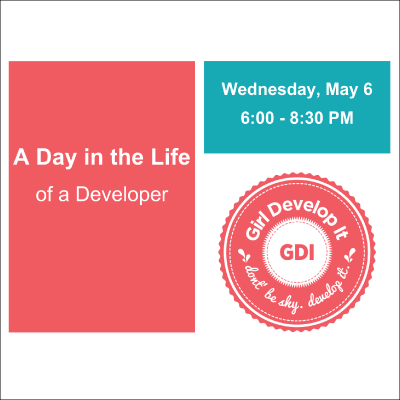 A Day in the Life
of a Developer
Wednesday, May 6
6:00 - 8:30 PM
Girl Develop It
GDI
don't be shy. develop it.